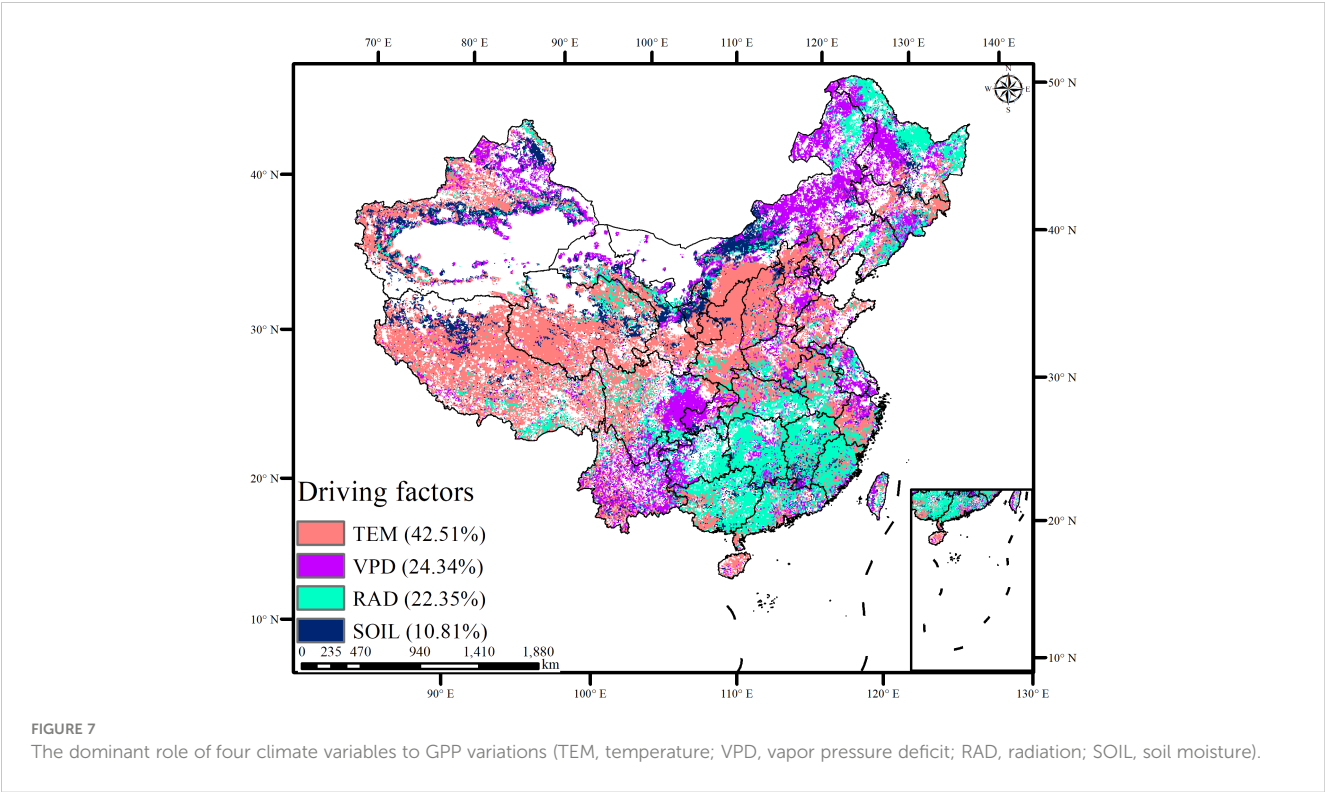 70° E 80° E 90° E 100° E 110° E 120° E 130° E 140° E
N
W E
S
50° N
40° N
40° N
30° N
30° N
20° N
20° N
10° N
10° N
Driving factors
TEM (42.51%)
VPD (24.34%)
RAD (22.35%)
SOIL (10.81%)
0 235 470 940 1,410 1,880
km
90° E 100° E 110° E 120° E 130° E
FIGURE 7
The dominant role of four climate variables to GPP variations (TEM, temperature; VPD, vapor pressure deficit; RAD, radiation; SOIL, soil moisture).